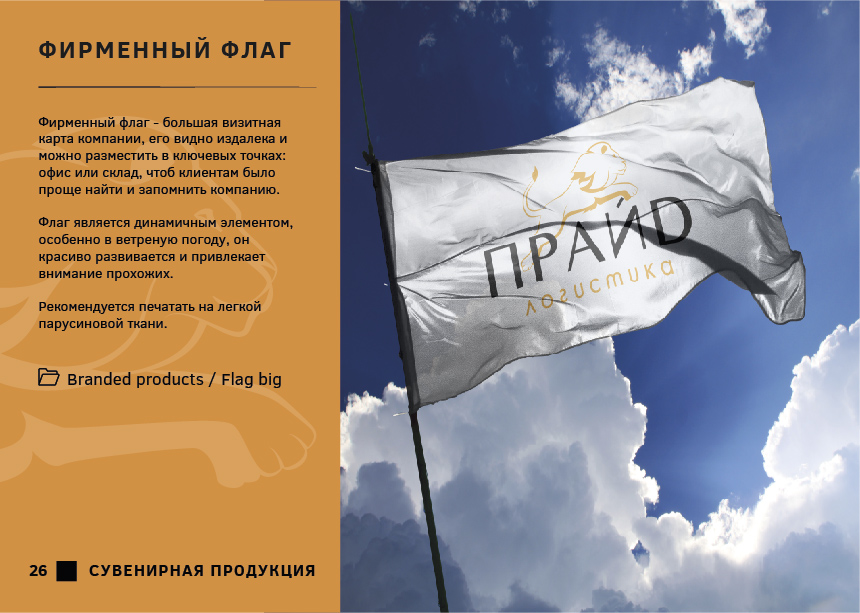 ФИРМЕННЫЙ ФЛАГ
Фирменный флаг - большая визитная
карта компании, его видно издалека и
можно разместить в ключевых точках:
офис или склад, чтоб клиентам было
проще найти и запомнить компанию.
Флаг является динамичным элементом,
особенно в ветреную погоду, он
красиво развивается и привлекает
внимание прохожих.
Рекомендуется печатать на легкой
парусиновой ткани.
Branded products / Flag big
26 СУВЕНИРНАЯ ПРОДУКЦИЯ
ПРАЙD
логистика